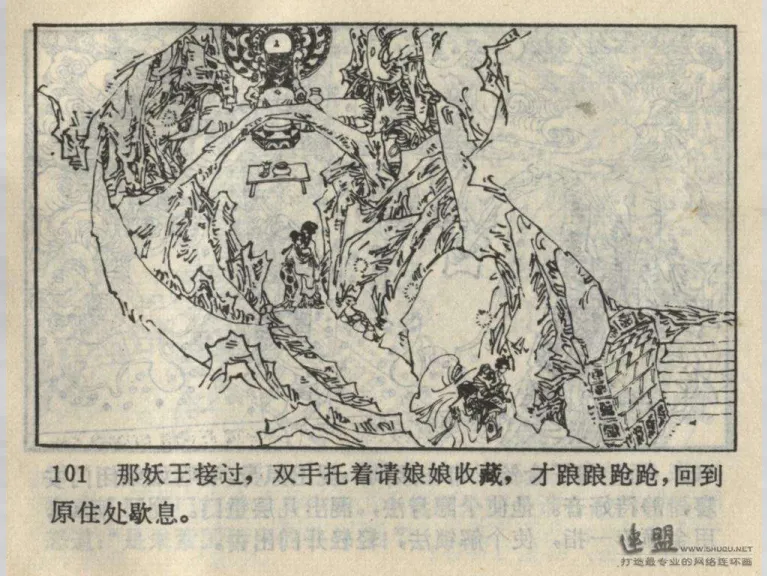 101 那妖王接过，双手托着请娘娘收藏，才踉踉跄跄，回到
原住处歇息。
连盟 WWW.SHUQU.NET
打造最专业的网络连环画